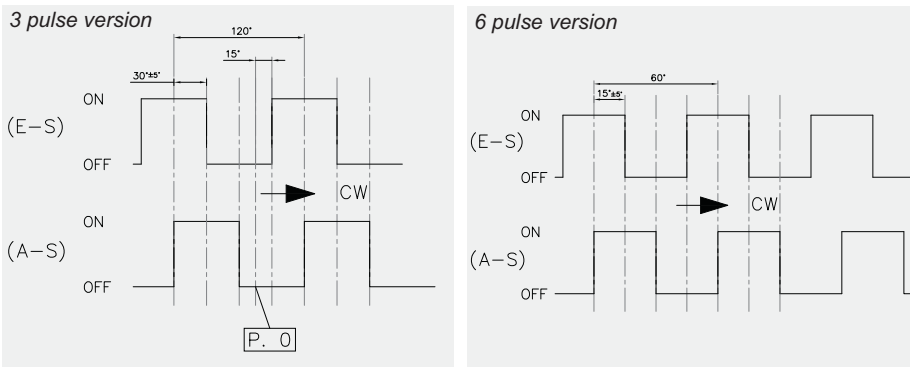 3 pulse version
120°
15°
30°±5°
ON
(E-S)
OFF
CW
ON
(A-S)
OFF
P. 0
6 pulse version
60°
15°±5°
ON
(E-S)
OFF
CW
ON
(A-S)
OFF